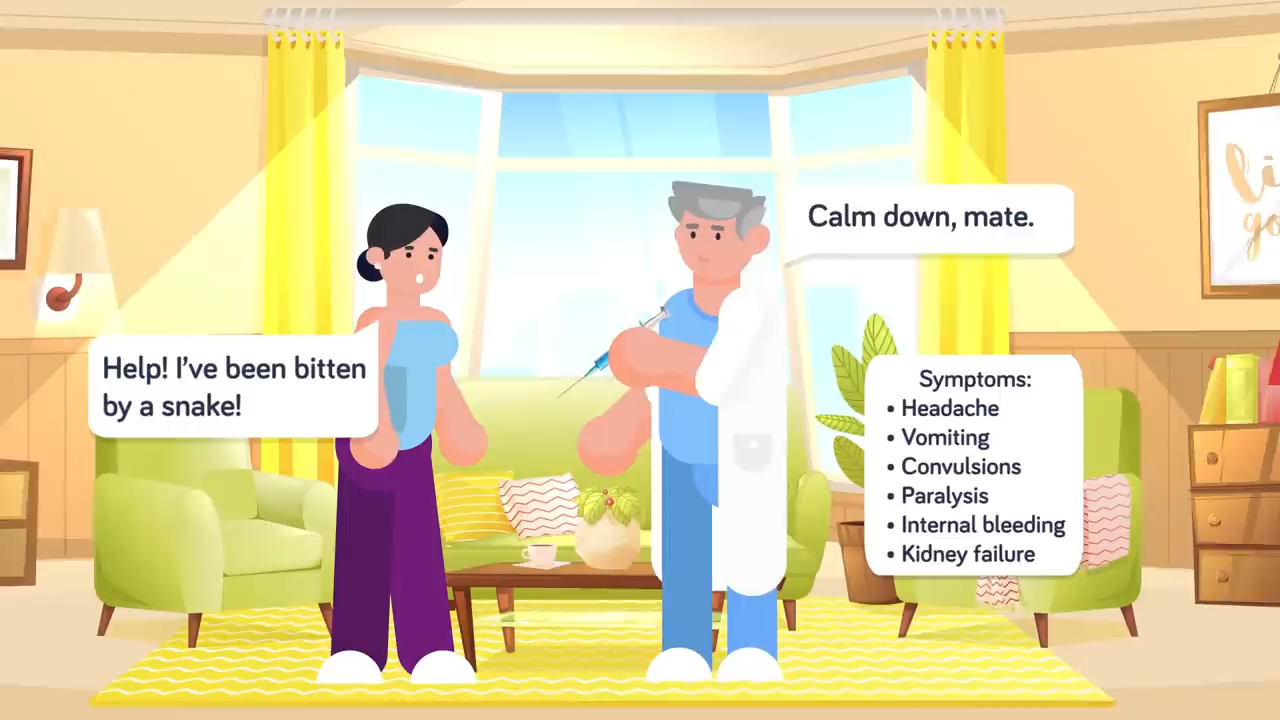 Calm down, mate.
Help! I've been bitten
by a snake!
Symptoms:
• Headache
• Vomiting
• Convulsions
• Paralysis
• Internal bleeding
• Kidney failure